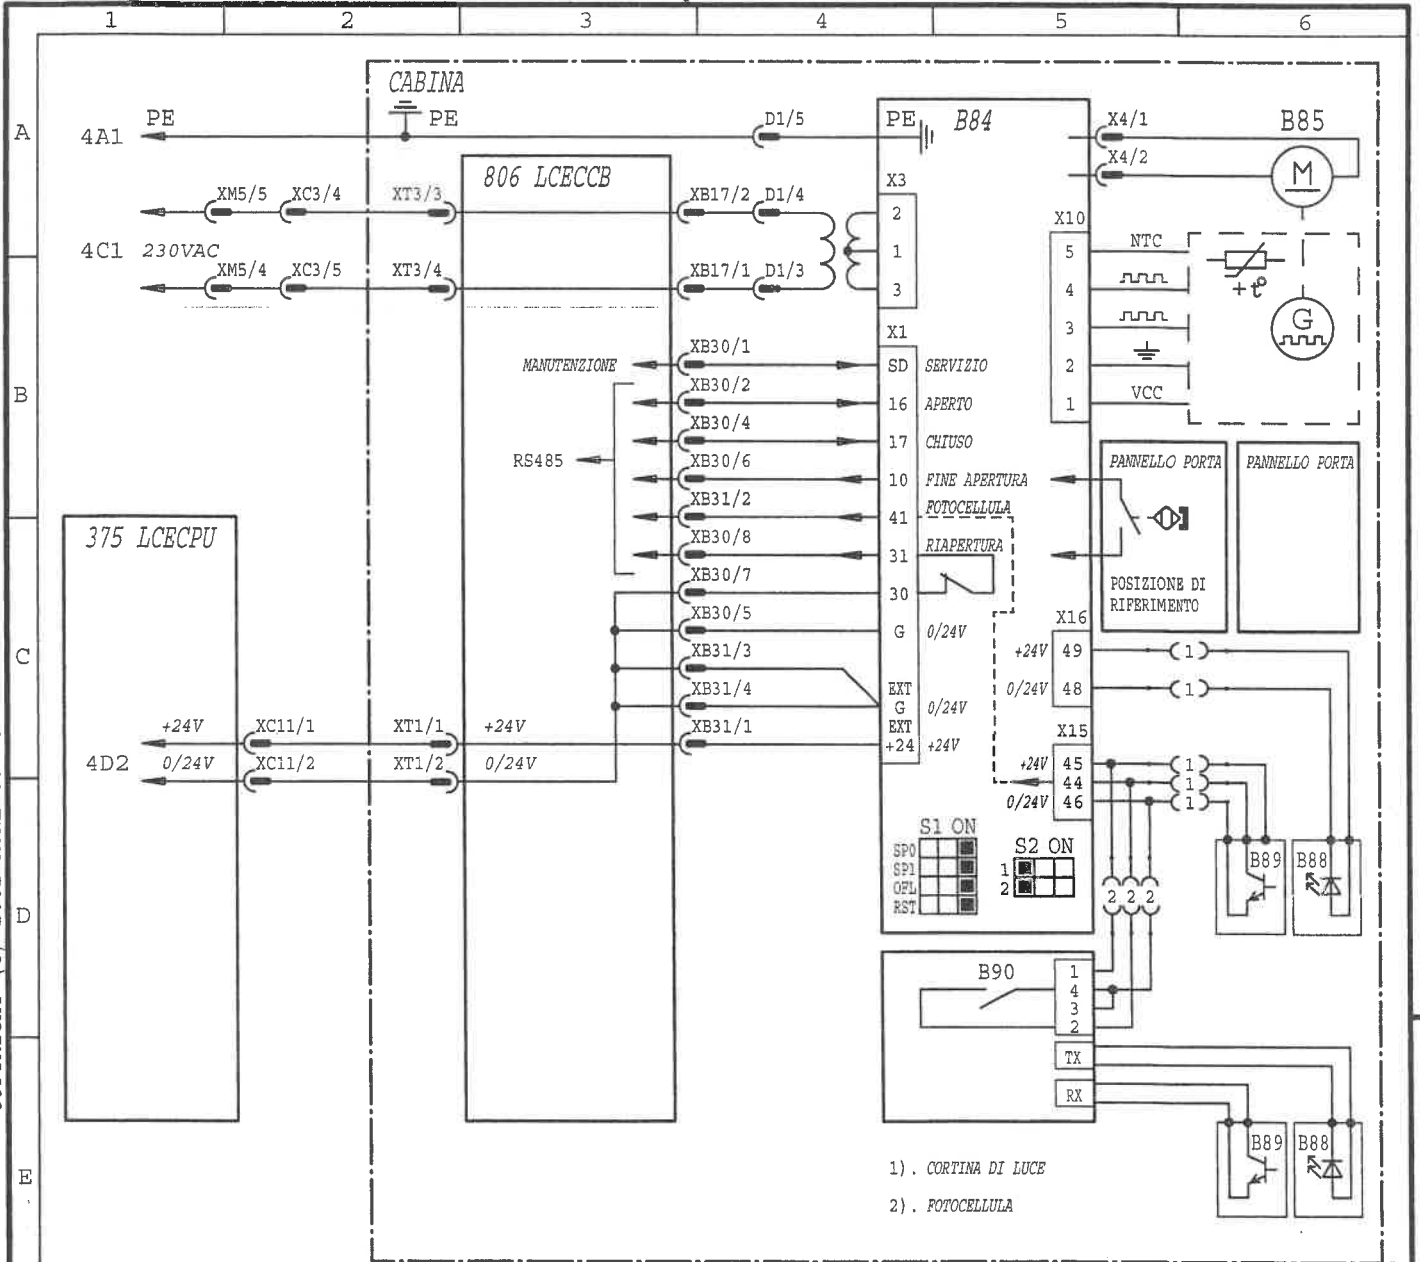 1 2 3 4 5 6
A
B
C
D
E
CABINA
4A1 PE PE D1/5 PE B84 X4/1 B85
X4/2
M
806 LCECCB
X3
XM5/5 XC3/4 XT3/3 XB17/2 D1/4 2
X10
4C1 230VAC 1 5 NTC
XM5/4 XC3/5 XT3/4 XB17/1 D1/3 3 4
+t°
G
X1 3
MANUTENZIONE XB30/1 SD SERVIZIO 2
XB30/2 16 APERTO 1 VCC
XB30/4 17 CHIUSO
RS485 XB30/6 10 FINE APERTURA
PANNELLO PORTA PANNELLO PORTA
XB31/2 41 FOTOCELLULA
375 LCECPU
XB30/8 31 RIAPERTURA
XB30/7 30
POSIZIONE DI
RIFERIMENTO
XB30/5 G 0/24V X16
XB31/3 +24V 49 1
XB31/4 EXT 0/24V 48 1
G 0/24V
+24V XC11/1 XT1/1 +24V XB31/1 EXT X15
+24 +24V
4D2 0/24V XC11/2 XT1/2 0/24V +24V 45 1
44 1
0/24V 46 1
S1 ON
SP0
SP1
OFL
RST
S2 ON
1
2
2 2 2
B89 B88
B90 1
4
3
2
TX
RX
B89 B88
1). CORTINA DI LUCE
2). FOTOCELLULA